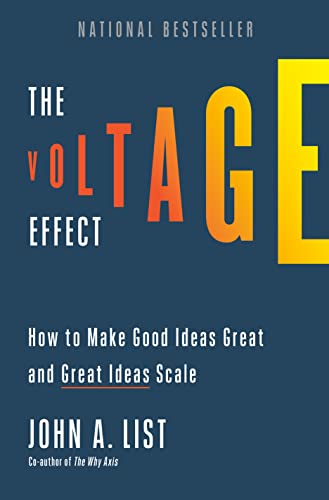 NATIONAL BESTSELLER
THE
VOLTAGE
EFFECT
How to Make Good Ideas Great
and Great Ideas Scale
JOHN A. LIST
Co-author of The Why Axis